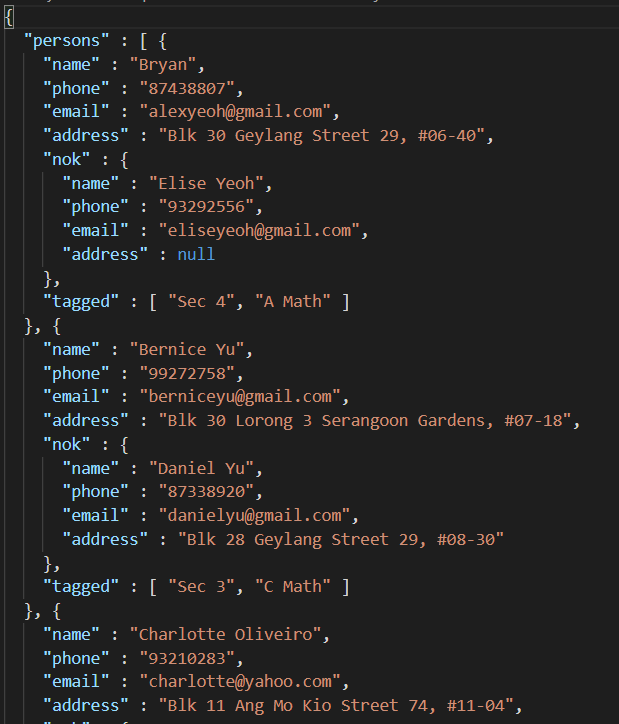 {
"persons" : [ {
"name" : "Bryan",
"phone" : "87438807",
"email" : "alexyeoh@gmail.com",
"address" : "Blk 30 Geylang Street 29, #06-40",
"nok" : {
"name" : "Elise Yeoh",
"phone" : "93292556",
"email" : "eliseyeoh@gmail.com",
"address" : null
},
"tagged" : [ "Sec 4", "A Math" ]
}, {
"name" : "Bernice Yu",
"phone" : "99272758",
"email" : "berniceyu@gmail.com",
"address" : "Blk 30 Lorong 3 Serangoon Gardens, #07-18",
"nok" : {
"name" : "Daniel Yu",
"phone" : "87338920",
"email" : "danielyu@gmail.com",
"address" : "Blk 28 Geylang Street 29, #08-30"
},
"tagged" : [ "Sec 3", "C Math" ]
}, {
"name" : "Charlotte Oliveiro",
"phone" : "93210283",
"email" : "charlotte@yahoo.com",
"address" : "Blk 11 Ang Mo Kio Street 74, #11-04",